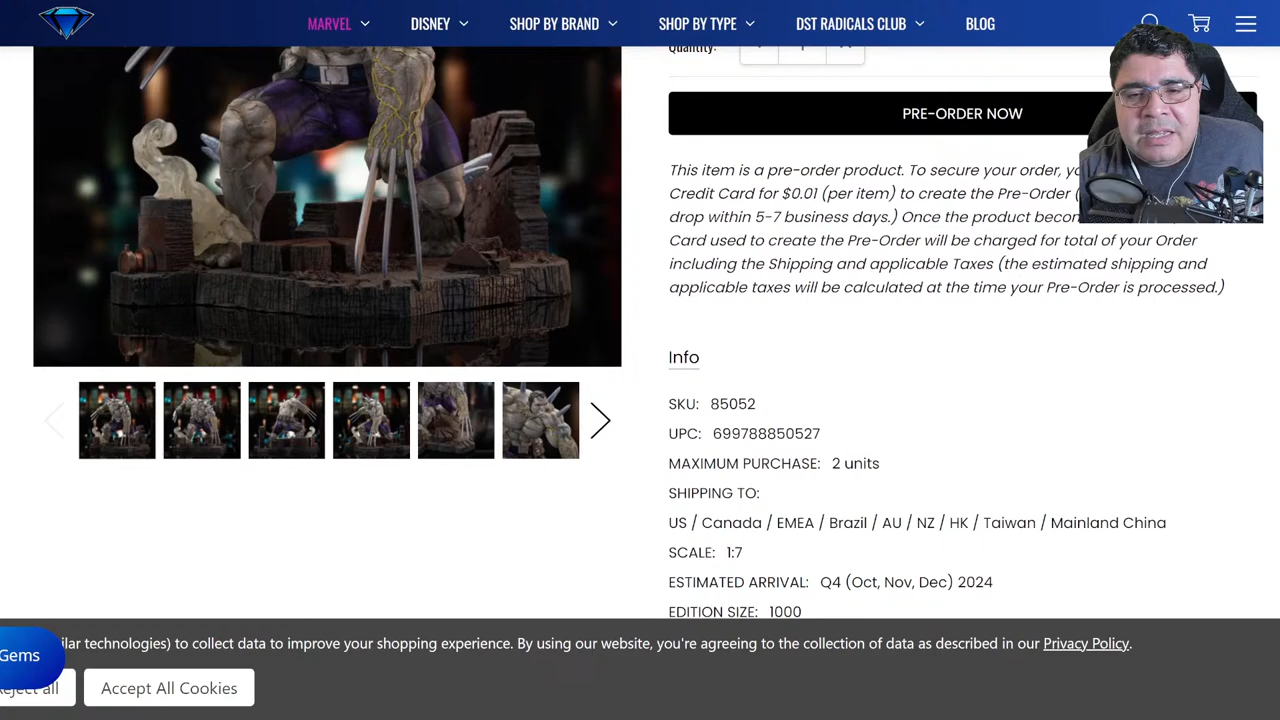 MARVEL DISNEY SHOP BY BRAND SHOP BY TYPE DST RADICALS CLUB BLOG
Quantity:
PRE-ORDER NOW
This item is a pre-order product. To secure your order,
Credit Card for $0.01 (per item) to create the Pre-Order (
drop within 5-7 business days.) Once the product
Card used to create the Pre-Order will be charged for total of your Order
including the Shipping and applicable Taxes (the estimated shipping and
applicable taxes will be calculated at the time your Pre-Order is processed.)
Info
SKU: 85052
UPC: 699788850527
MAXIMUM PURCHASE: 2 units
SHIPPING TO:
US / Canada / EMEA / Brazil / AU / NZ / HK / Taiwan / Mainland China
SCALE: 1:7
ESTIMATED ARRIVAL: Q4 (Oct, Nov, Dec) 2024
EDITION SIZE: 1000
technologies) to collect data to improve your shopping experience. By using our website, you're agreeing to the collection of data as described in our Privacy Policy.
Gems
all Accept All Cookies